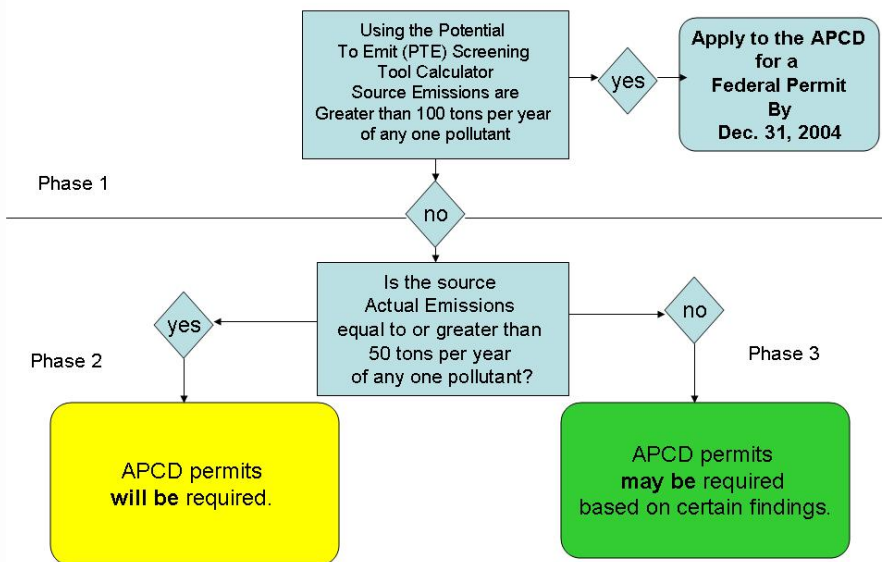 Using the Potential
To Emit (PTE) Screening
Tool Calculator
Source Emissions are
Greater than 100 tons per year
of any one pollutant
yes
Apply to the APCD
for a
Federal Permit
By
Dec. 31, 2004
Phase 1
no
Is the source
Actual Emissions
equal to or greater than
50 tons per year
of any one pollutant?
yes
no
Phase 2
Phase 3
APCD permits
will be required.
APCD permits
may be required
based on certain findings.